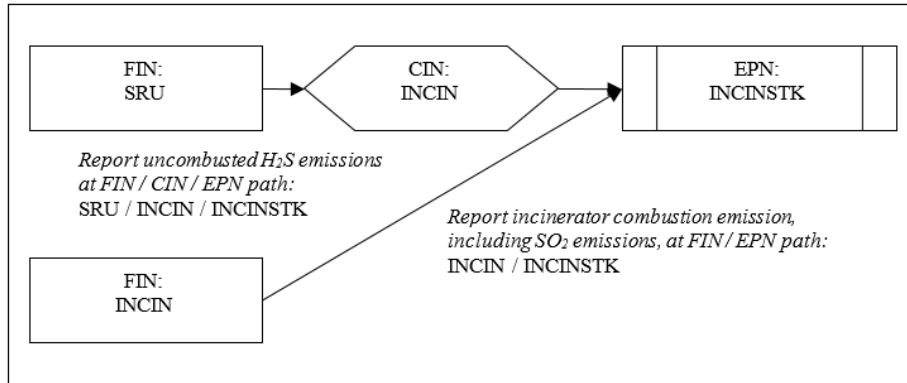 FIN:
SRU
CIN:
INCIN
EPN:
INCINSTK
Report uncombusted H₂S emissions
at FIN / CIN / EPN path:
SRU / INCIN / INCINSTK
Report incinerator combustion emission,
including SO₂ emissions, at FIN / EPN path:
INCIN / INCINSTK
FIN:
INCIN